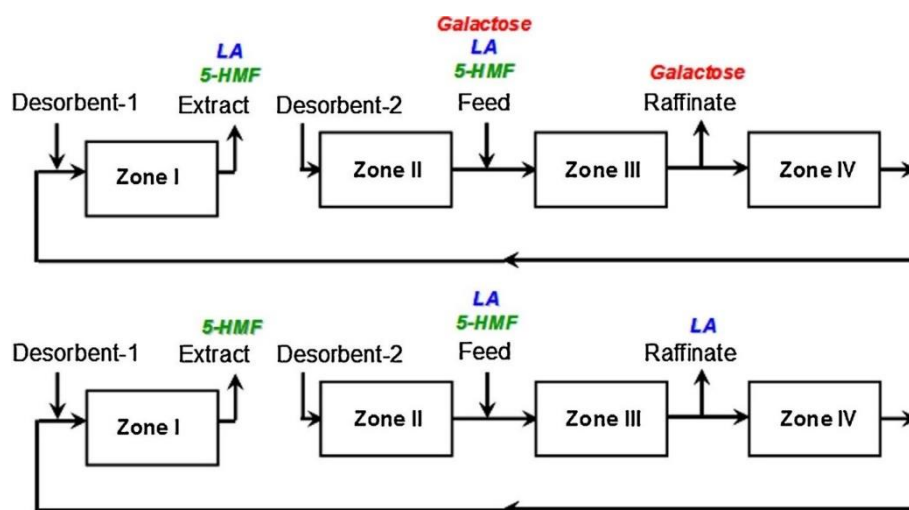 Galactose
LA
LA
5-HMF
5-HMF
Galactose
Desorbent-1
Extract
Desorbent-2
Feed
Raffinate
Zone I
Zone II
Zone III
Zone IV
LA
5-HMF
5-HMF
LA
Desorbent-1
Extract
Desorbent-2
Feed
Raffinate
Zone I
Zone II
Zone III
Zone IV